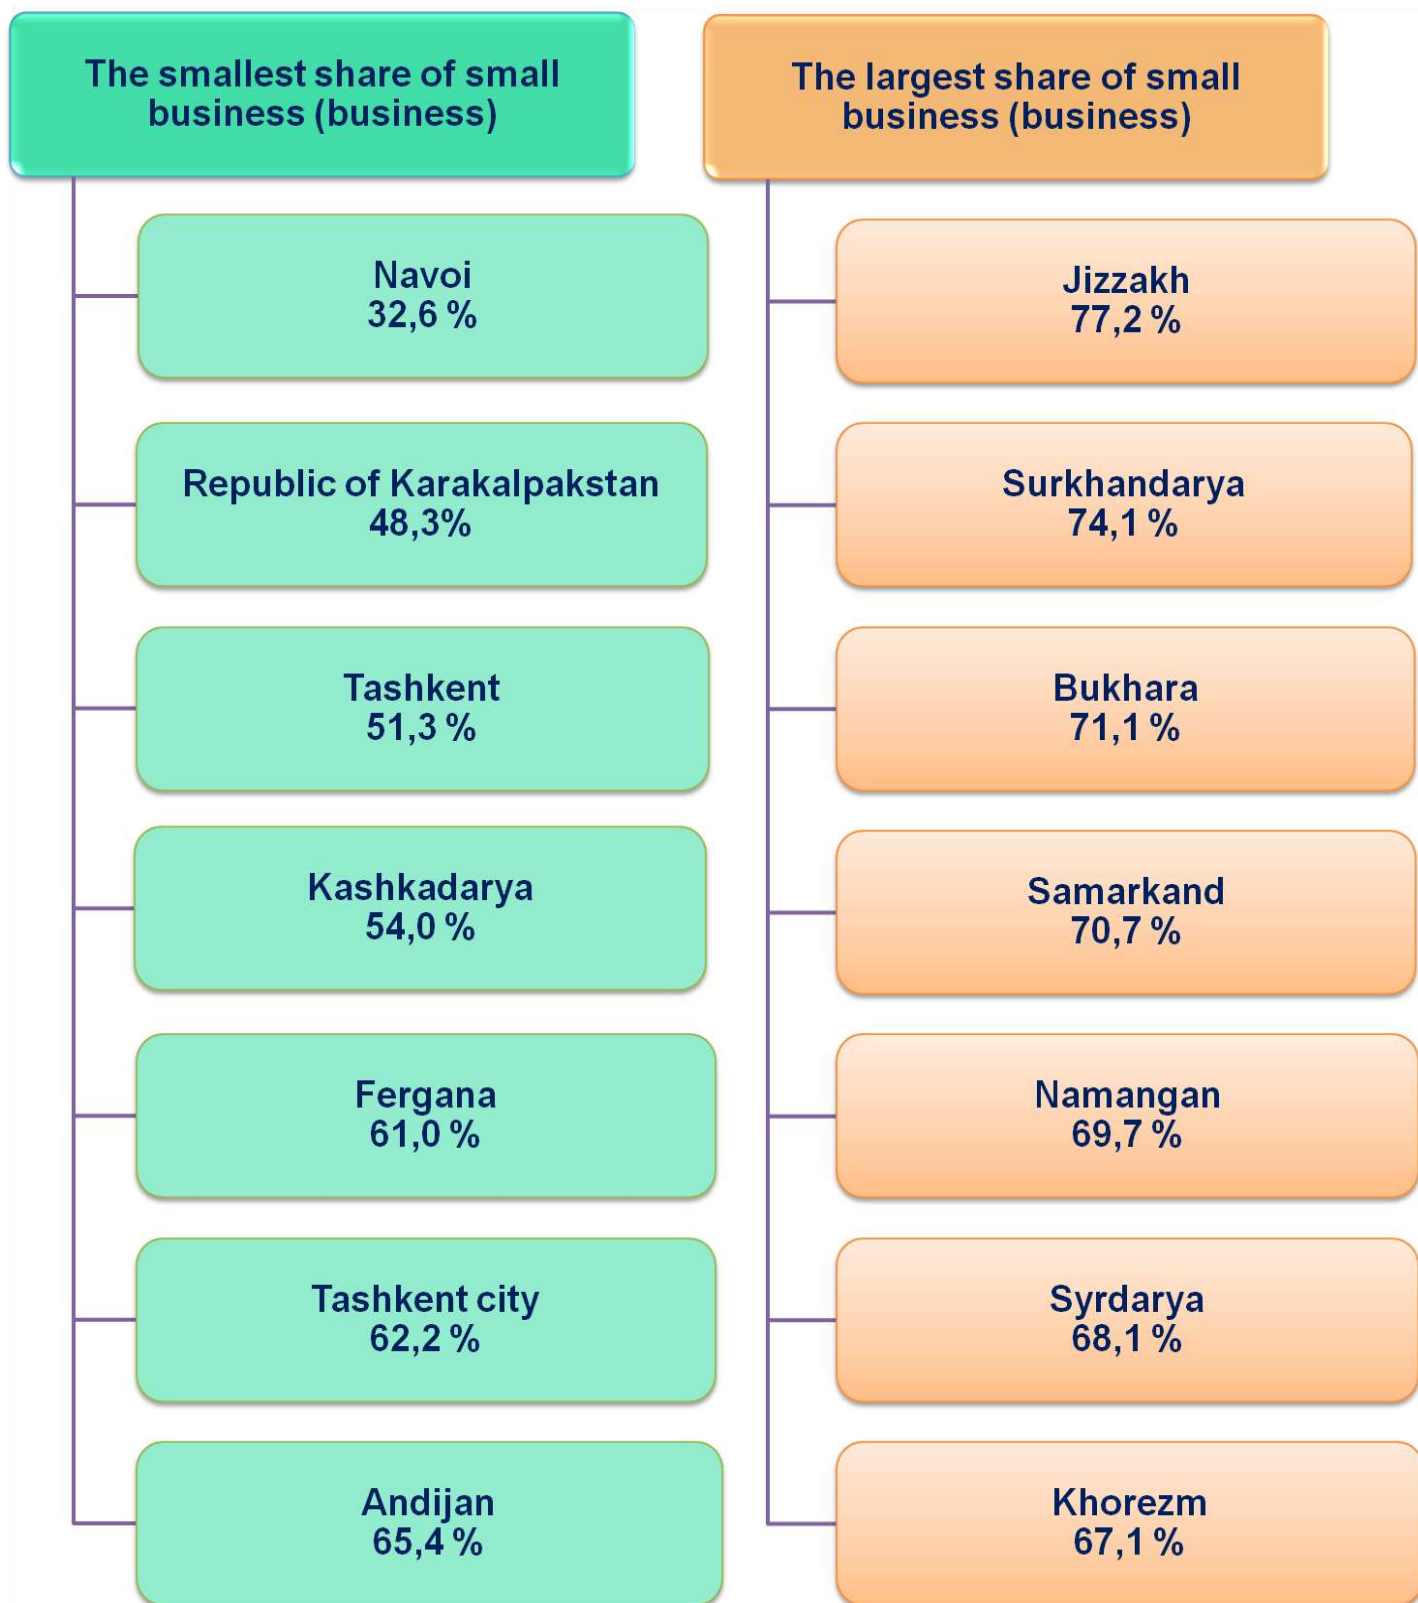 The smallest share of small
business (business)
Navoi
32,6 %
Republic of Karakalpakstan
48,3%
Tashkent
51,3 %
Kashkadarya
54,0 %
Fergana
61,0 %
Tashkent city
62,2 %
Andijan
65,4 %
The largest share of small
business (business)
Jizzakh
77,2 %
Surkhandarya
74,1 %
Bukhara
71,1 %
Samarkand
70,7 %
Namangan
69,7 %
Syrdarya
68,1 %
Khorezm
67,1 %